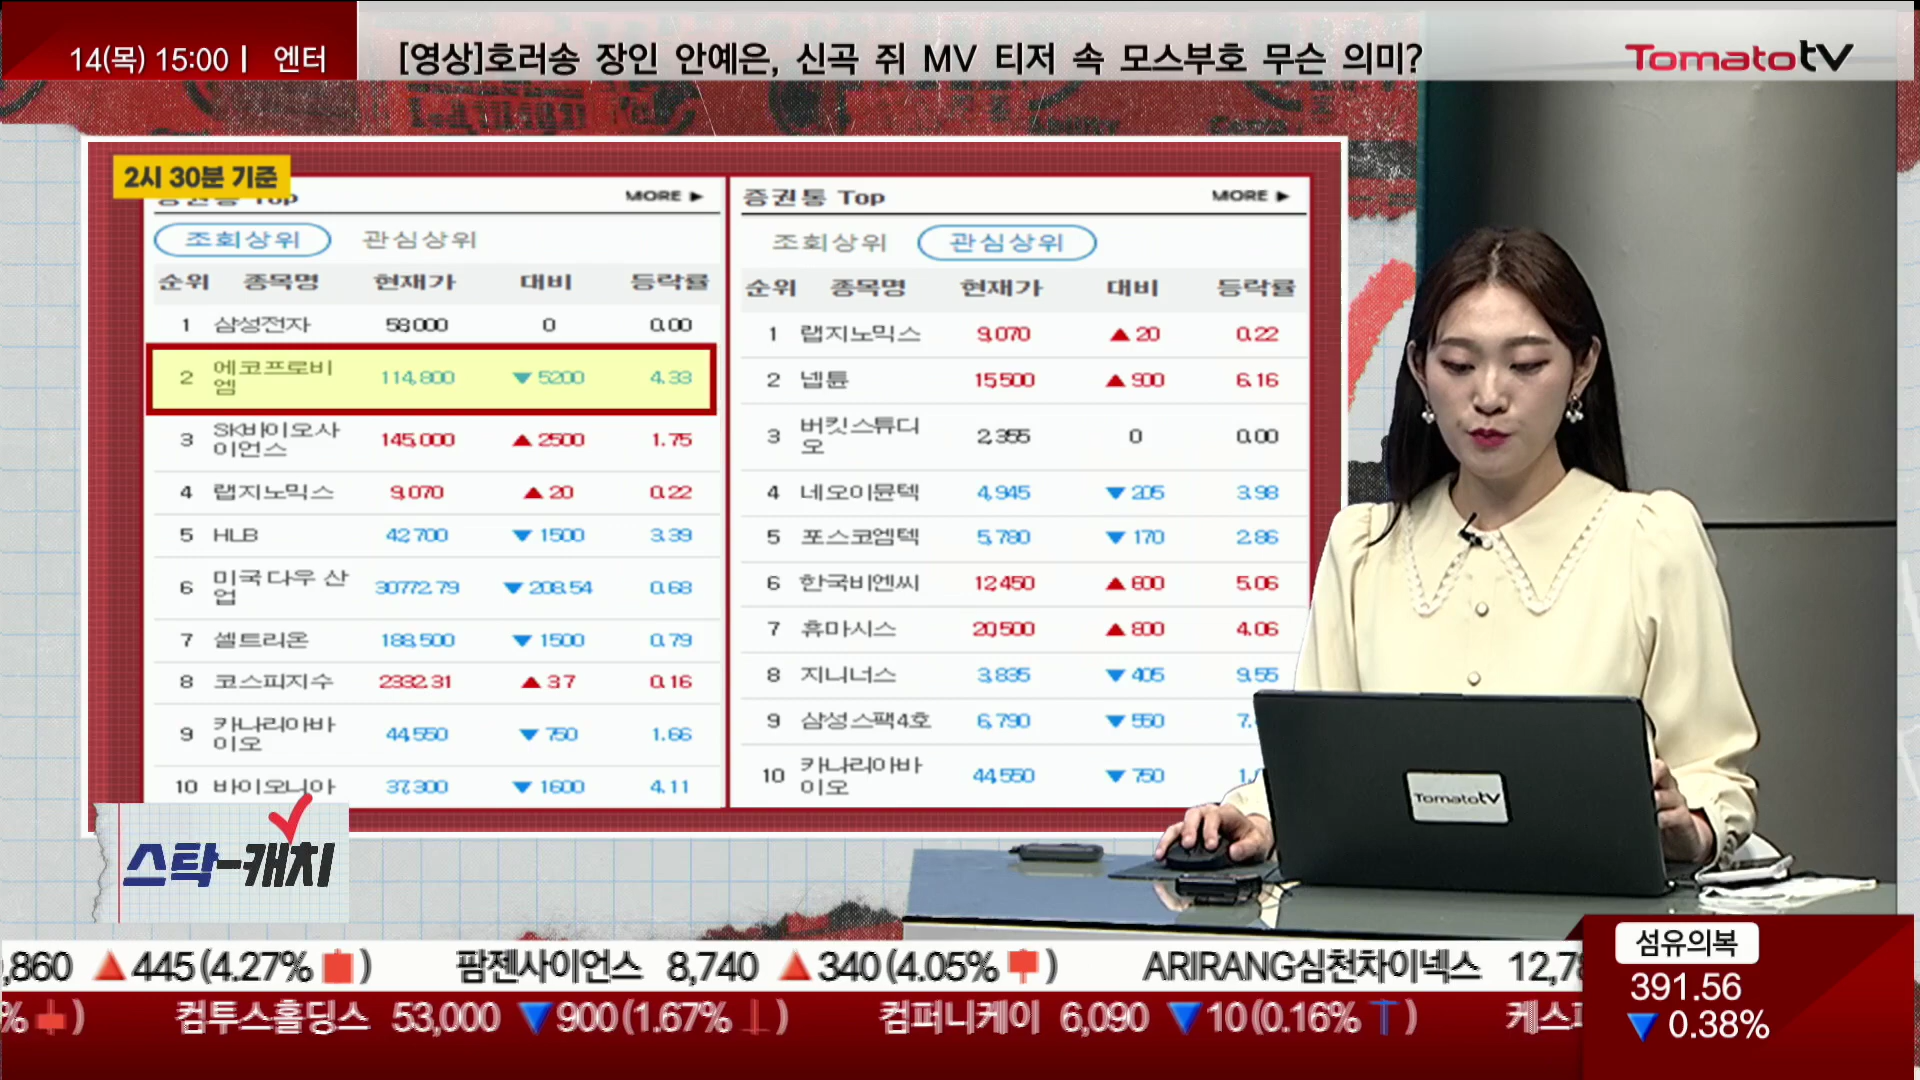 14(목) 15:00 | 엔터
[영상]호러송 장인 안예은, 신곡 쥐 MV 티저 속 모스부호 무슨 의미?
TomatotV
2시 30분 기준
MORE ▶
조회상위 관심상위
순위 종목명 현재가 대비 등락률
1 삼성전자 58000 0 0.00
2 에코프로비
엠 114,800 ▼ 5200 4.33
3 SK바이오사
이언스 145,000 ▲ 2500 1.75
4 랩지노믹스 9,070 ▲ 20 0.22
5 HLB 42,700 ▼ 1500 3.39
6 미국 다우 산
업 30772.79 ▼ 208.54 0.68
7 셀트리온 188,500 ▼ 1500 0.79
8 코스피지수 2332.31 ▲ 3.7 0.16
9 카나리아바
이오 44,550 ▼ 750 1.66
10 바이오니아 37,300 ▼ 1600 4.11
증권통 Top MORE ▶
조회상위 관심상위
순위 종목명 현재가 대비 등락률
1 랩지노믹스 9,070 ▲ 20 0.22
2 넵튠 15,500 ▲ 900 6.16
3 버킷스튜디
오 2,355 0 0.00
4 네오이뮨텍 4,945 ▼ 205 3.98
5 포스코엠텍 5,780 ▼ 170 2.86
6 한국비엔씨 12,450 ▲ 600 5.06
7 휴마시스 20,500 ▲ 800 4.06
8 지니너스 3,835 ▼ 405 9.55
9 삼성스팩4호 6,790 ▼ 550 7.
10 카나리아바
이오 44,550 ▼ 750
스탁-캐치
TomatotV
,860 ▲ 445(4.27% ) 팜젠사이언스 8,740 ▲ 340(4.05% ) ARIRANG심천차이넥스 12,78
% ) 컴투스홀딩스 53,000 ▼ 900(1.67% ) 컴퍼니케이 6,090 ▼ 10(0.16% ) 케스피
섬유의복
391.56
▼ 0.38%